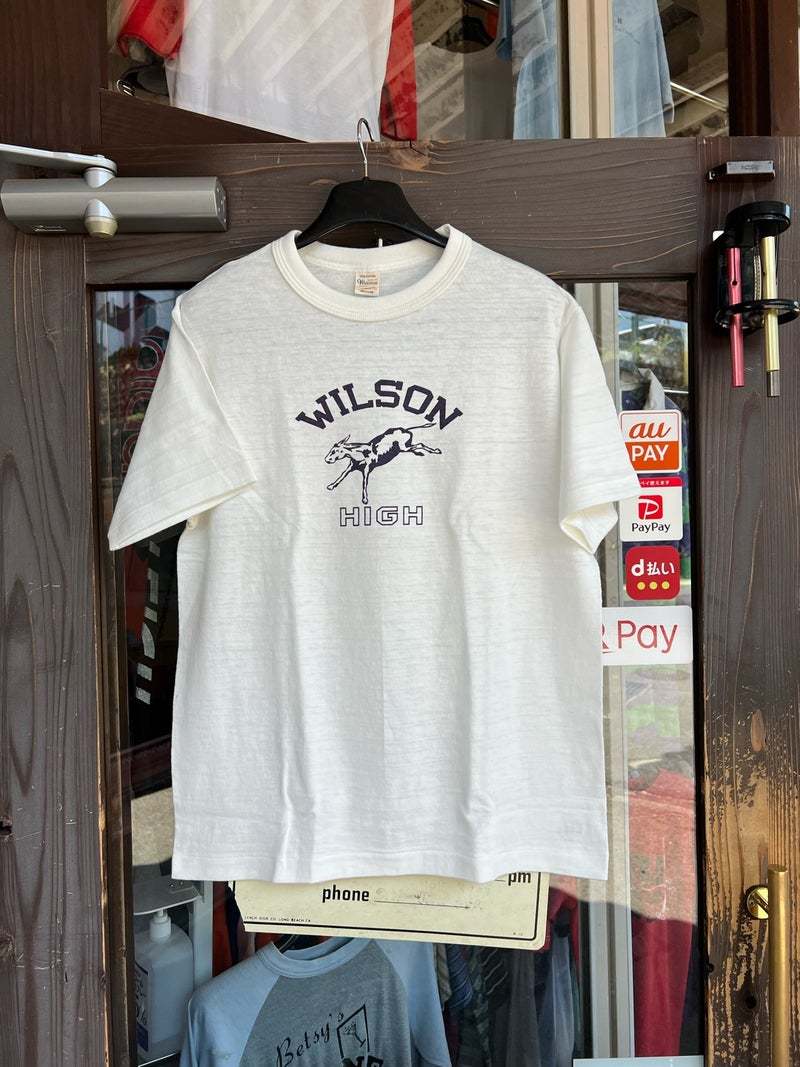 WILSON
HIGH
au
PAY
PayPay
d払い
R Pay
pm
phone
Betsy's